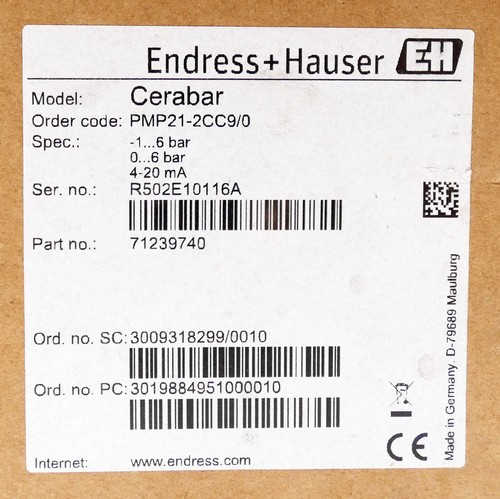 Endress+Hauser EH
Model: Cerabar
Order code: PMP21-2CC9/0
Spec.: -1...6 bar
0...6 bar
4-20 mA
Ser. no.: R502E10116A
Part no.: 71239740
Ord. no. SC: 3009318299/0010
Ord. no. PC: 3019884951000010
Internet: www.endress.com
CE
Made in Germany, D-79689 Maulburg